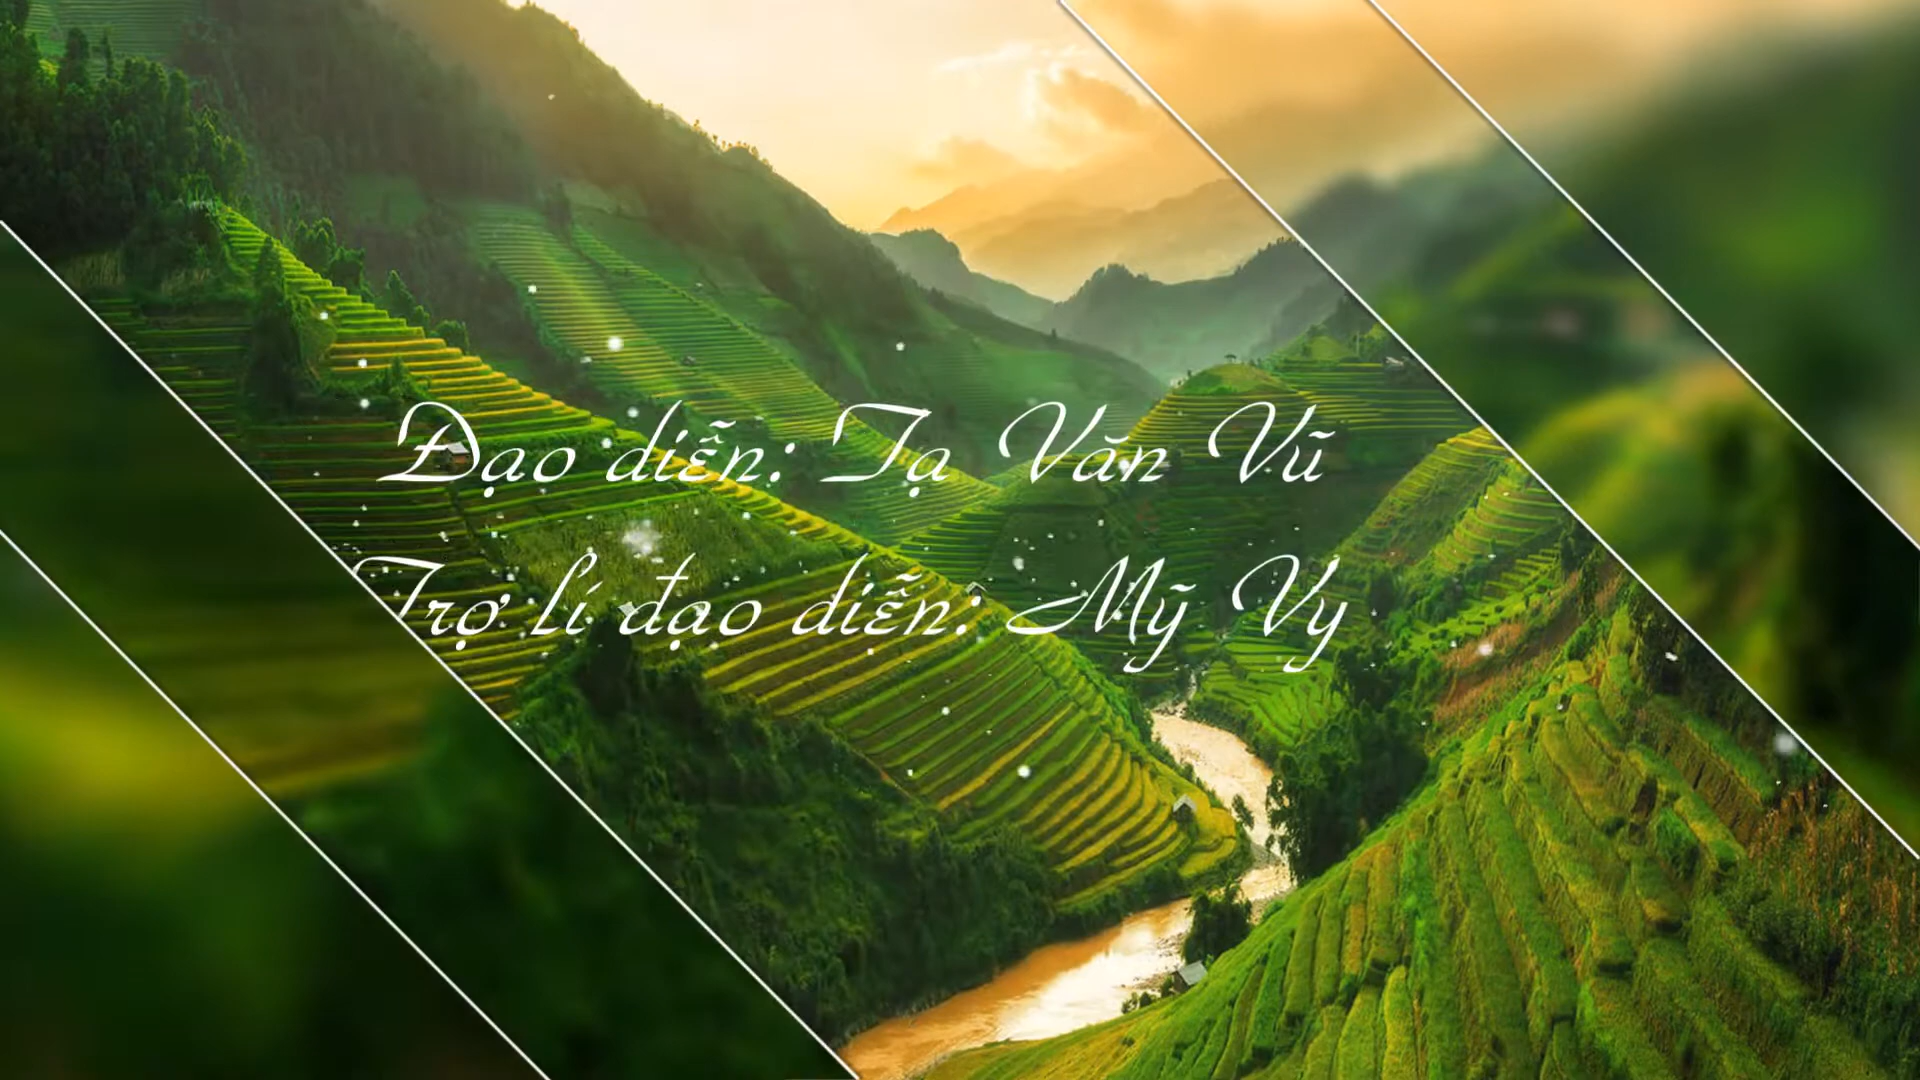 Đạo diễn: Tạ Văn Vũ
Trợ lí đạo diễn: Mỹ Vy